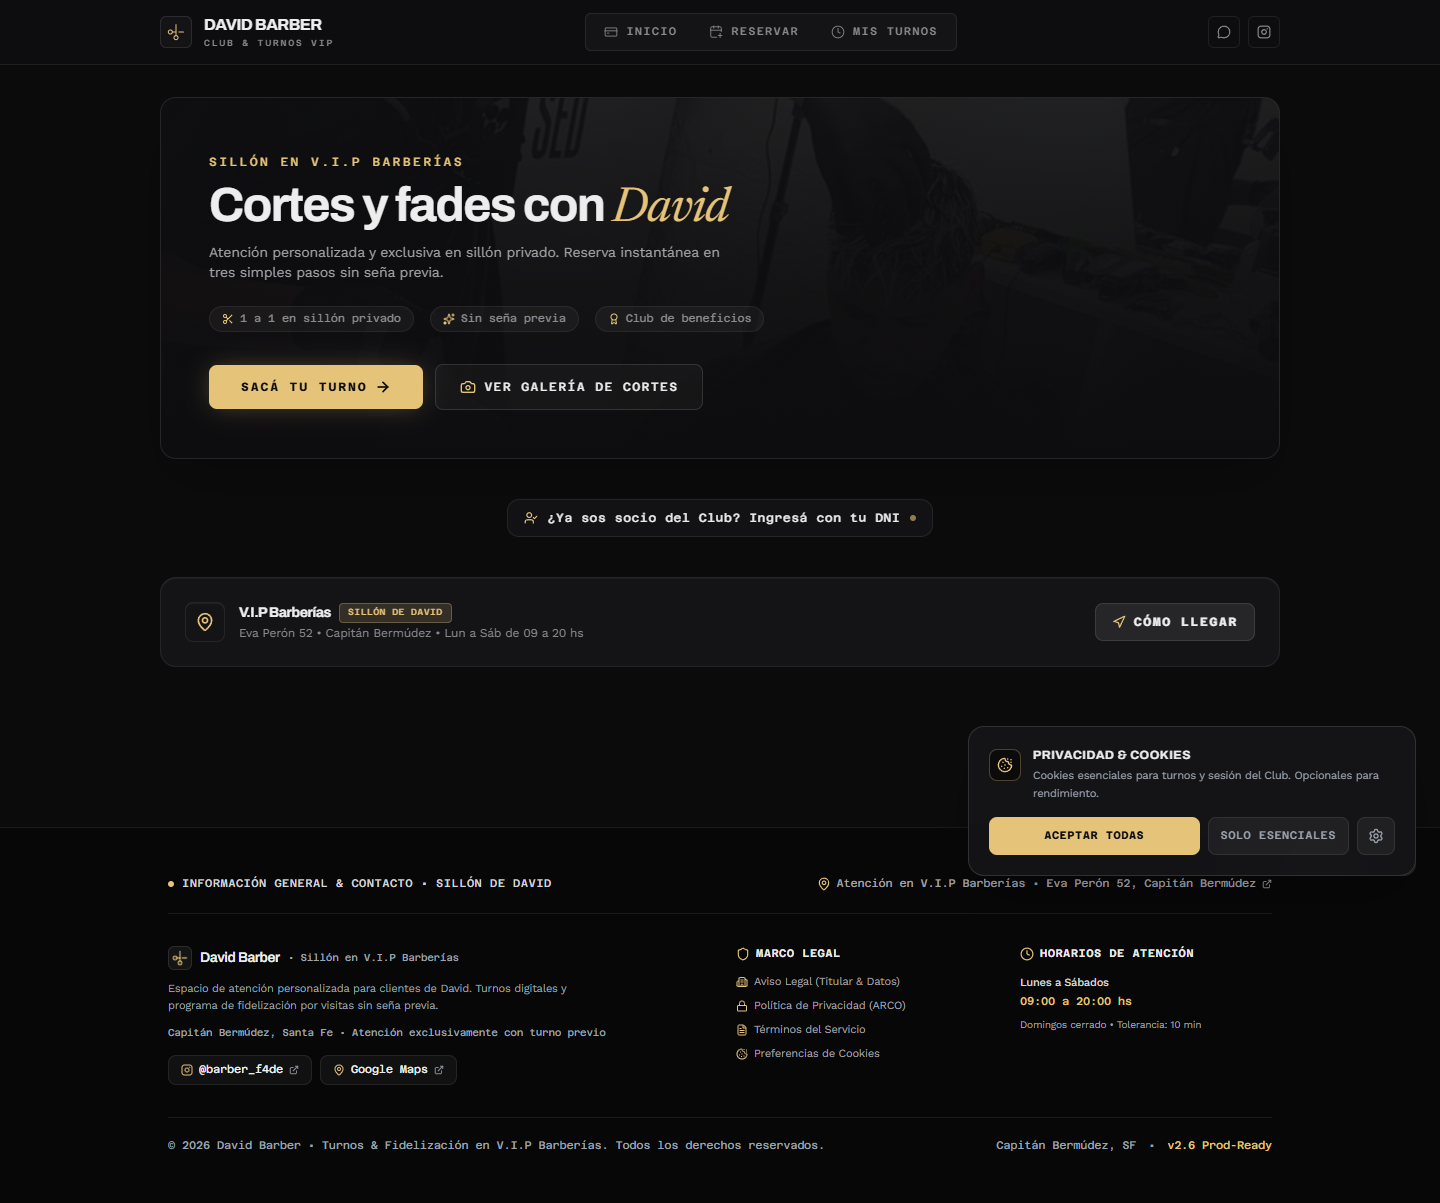 DAVID BARBER
CLUB & TURNOS VIP
INICIO
RESERVAR
MIS TURNOS
SILLÓN EN V.I.P BARBERÍAS
Cortes y fades con David
Atención personalizada y exclusiva en sillón privado. Reserva instantánea en
tres simples pasos sin seña previa.
1 a 1 en sillón privado
Sin seña previa
Club de beneficios
SACÁ TU TURNO
VER GALERÍA DE CORTES
¿Ya sos socio del Club? Ingresá con tu DNI
V.I.P Barberías
SILLÓN DE DAVID
Eva Perón 52 • Capitán Bermúdez • Lun a Sáb de 09 a 20 hs
CÓMO LLEGAR
PRIVACIDAD & COOKIES
Cookies esenciales para turnos y sesión del Club. Opcionales para
rendimiento.
ACEPTAR TODAS
SOLO ESENCIALES
INFORMACIÓN GENERAL & CONTACTO • SILLÓN DE DAVID
Atención en V.I.P Barberías • Eva Perón 52, Capitán Bermúdez
David Barber • Sillón en V.I.P Barberías
Espacio de atención personalizada para clientes de David. Turnos digitales y
programa de fidelización por visitas sin seña previa.
Capitán Bermúdez, Santa Fe • Atención exclusivamente con turno previo
@barber_f4de
Google Maps
MARCO LEGAL
Aviso Legal (Titular & Datos)
Política de Privacidad (ARCO)
Términos del Servicio
Preferencias de Cookies
HORARIOS DE ATENCIÓN
Lunes a Sábados
09:00 a 20:00 hs
Domingos cerrado • Tolerancia: 10 min
© 2026 David Barber • Turnos & Fidelización en V.I.P Barberías. Todos los derechos reservados.
Capitán Bermúdez, SF • v2.6 Prod-Ready